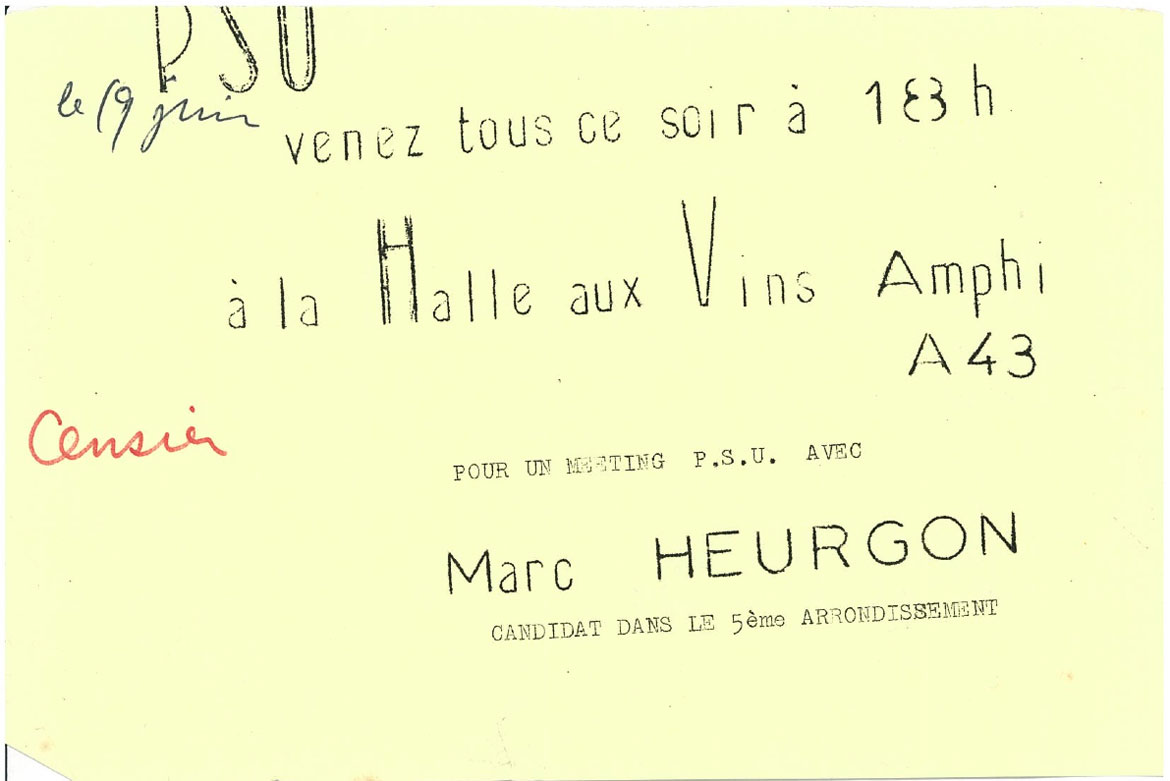 PSU
le 19 juin
venez tous ce soir à 18 h
à la Halle aux Vins Amphi
A43
Censier
POUR UN MEETING P.S.U. AVEC
Marc HEURGON
CANDIDAT DANS LE 5ème ARRONDISSEMENT